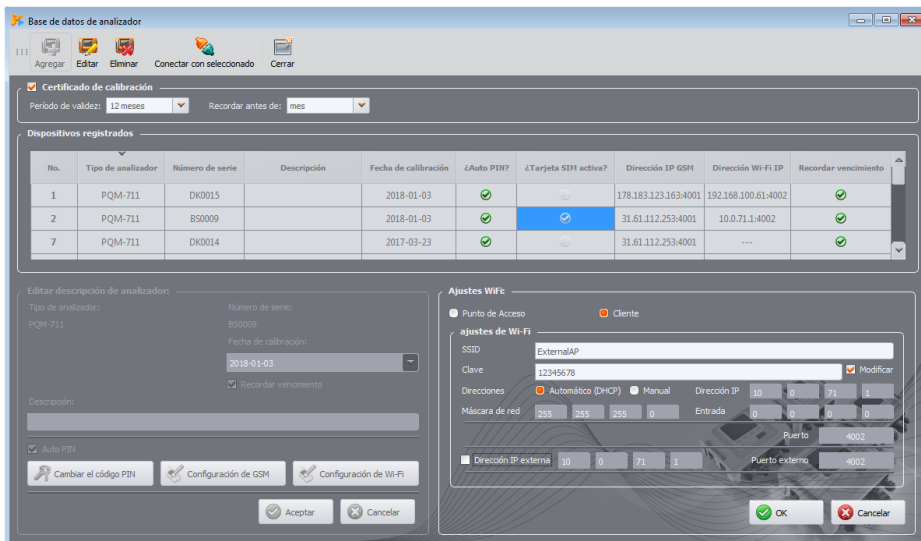 Base de datos de analizador
Agregar Editar Eliminar Conectar con seleccionado Cerrar
Certificado de calibración
Período de validez: 12 meses Recordar antes de: mes
Dispositivos registrados
No. Tipo de analizador Número de serie Descripción Fecha de calibración ¿Auto PIN? ¿Tarjeta SIM activa? Dirección IP GSM Dirección Wi-Fi IP Recordar vencimiento
1 PQM-711 DK0015 2018-01-03 178.183.123.163:4001 192.168.100.61:4002
2 PQM-711 BS0009 2018-01-03 31.61.112.253:4001 10.0.71.1:4002
7 PQM-711 DK0014 2017-03-23 31.61.112.253:4001 ---
Editar descripción de analizador:
Tipo de analizador: Número de serie:
PQM-711 BS0009
Fecha de calibración:
2018-01-03
Recordar vencimiento
Descripción:
Auto PIN
Cambiar el código PIN Configuración de GSM Configuración de Wi-Fi
Aceptar Cancelar
Ajustes WiFi:
Punto de Acceso Cliente
ajustes de Wi-Fi
SSID ExternalAP
Clave 12345678 Modificar
Direcciones Automático (DHCP) Manual Dirección IP 10 0 71 1
Máscara de red 255 255 255 0 Entrada 0 0 0 0
Puerto 4002
Dirección IP externa 10 0 71 1 Puerto externo 4002
OK Cancelar